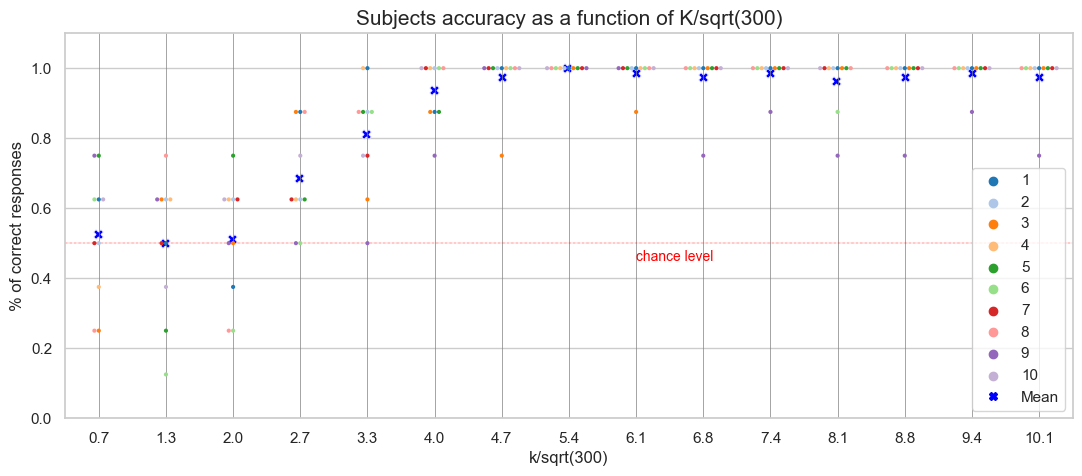 Subjects accuracy as a function of K/sqrt(300)
% of correct responses
1.0
0.8
0.6
0.4
0.2
0.0
chance level
1
2
3
4
5
6
7
8
9
10
Mean
0.7 1.3 2.0 2.7 3.3 4.0 4.7 5.4 6.1 6.8 7.4 8.1 8.8 9.4 10.1
k/sqrt(300)